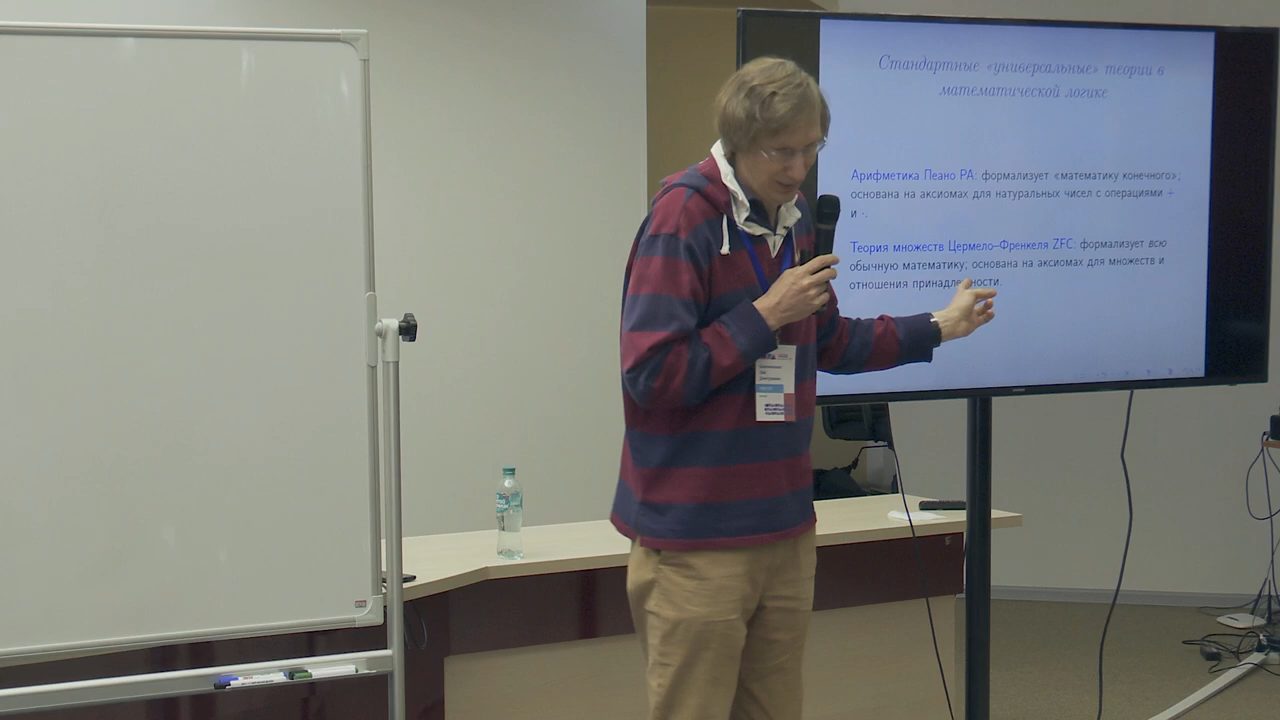 Стандартные «универсальные» теории в
математической логике
Арифметика Пеано PA: формализует «математику конечного»;
основана на аксиомах для натуральных чисел с операциями +
и ·.
Теория множеств Цермело–Френкеля ZFC: формализует всю
обычную математику; основана на аксиомах для множеств и
отношения принадлежности.